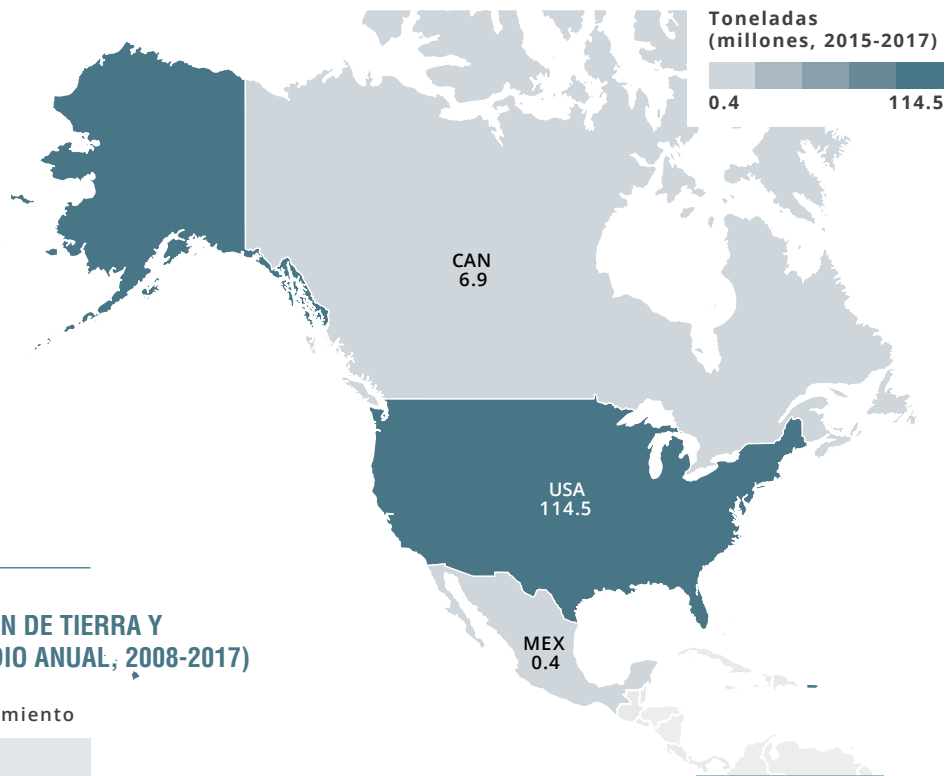 Toneladas
(millones, 2015-2017)
0.4 114.5
CAN
6.9
USA
114.5
MEX
0.4
N DE TIERRA Y
DIO ANUAL, 2008-2017)
miento